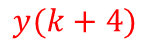 y(k + 4)